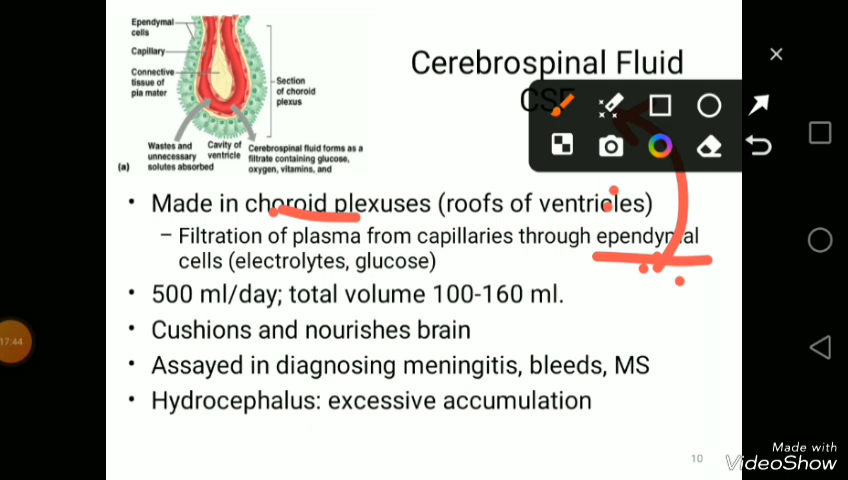 Ependymal
cells
Capillary
Connective
tissue of
pia mater
Section
of choroid
plexus
Wastes and
unnecessary
solutes absorbed
Cavity of
ventricle
Cerebrospinal fluid forms as a
filtrate containing glucose,
oxygen, vitamins, and
(a)
Cerebrospinal Fluid
CSF
• Made in choroid plexuses (roofs of ventricles)
– Filtration of plasma from capillaries through ependymal
cells (electrolytes, glucose)
• 500 ml/day; total volume 100-160 ml.
• Cushions and nourishes brain
• Assayed in diagnosing meningitis, bleeds, MS
• Hydrocephalus: excessive accumulation
17:44
10
Made with
VideoShow